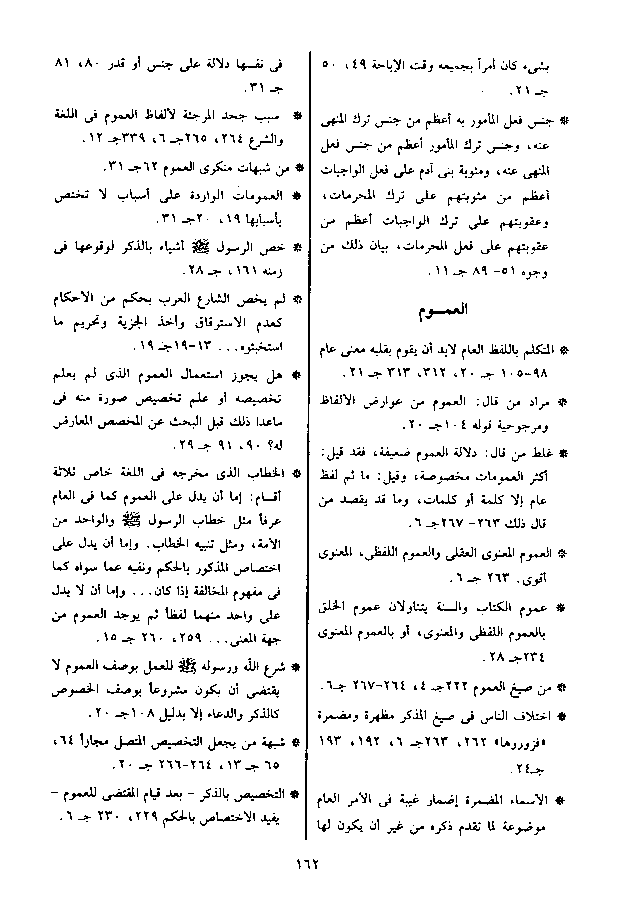 بشيء كان أمراً بجميعه وقت الإباحة ٤٩، ٥٠
جـ ٢١.
* جنس فعل المأمور به أعظم من جنس ترك المنهى
عنه، وجنس ترك المأمور أعظم من جنس فعل
المنهى عنه، ومثوبة بنى آدم على فعل الواجبات
أعظم من مثوبتهم على ترك المحرمات،
وعقوبتهم على ترك الواجبات أعظم من
عقوبتهم على فعل المحرمات، بيان ذلك من
وجوه ٥١- ٨٩ جـ ١١.
العمــوم
* المتكلم باللفظ العام لابد أن يقوم بقلبه معنى عام
٩٨-١٠٥ جـ ٢٠، ٣١٢، ٣١٣ جـ ٢١.
* مراد من قال: العموم من عوارض الألفاظ
ومرجوحية قوله ١٠٤جـ ٢٠.
* غلط من قال: دلالة العموم ضعيفة، فقد قيل:
أكثر العمومات مخصوصة، وقيل: ما ثم لفظ
عام إلا كلمة أو كلمات، وما قد يقصد من
قال ذلك ٢٦٣- ٢٦٧جـ ٦.
* العموم المعنوى العقلى والعموم اللفظى، المعنوى
أقوى. ٢٦٣ جـ ٦.
* عموم الكتاب والسنة يتناولان عموم الخلق
بالعموم اللفظى والمعنوى، أو بالعموم المعنوى
٢٣٤جـ ٢٨.
* من صيغ العموم ٢٢٢جـ ٤، ٢٦٤-٢٦٧ جـ٦.
* اختلاف الناس فى صيغ المذكر مظهرة ومضمرة
«فزوروها» ٢٦٢، ٢٦٣جـ ٦، ١٩٢، ١٩٣
جـ٢٤.
* الأسماء المضمرة إضمار غيبة فى الأمر العام
موضوعة لما تقدم ذكره من غير أن يكون لها
فى نفسها دلالة على جنس أو قدر ٨٠، ٨١
جـ ٣١.
* سبب جحد المرجئة لألفاظ العموم فى اللغة
والشرع ٢٦٤، ٢٦٥جـ ٦، ٣٣٩جـ ١٢.
* من شبهات منكرى العموم ٦٢جـ ٣١.
* العمومات الواردة على أسباب لا تختص
بأسبابها ١٩، ٢٠جـ ٣١.
* خص الرسول ﷺ أشياء بالذكر لوقوعها فى
زمنه ١٦١، جـ ٢٨.
* لم يخص الشارع العرب بحكم من الأحكام
كعدم الاسترقاق وأخذ الجزية وتحريم ما
استخبثوه... ١٣-١٩جـ ١٩.
* هل يجوز استعمال العموم الذى لم يعلم
تخصيصه أو علم تخصيص صورة منه فى
ماعدا ذلك قبل البحث عن المخصص المعارض
له؟ ٩٠، ٩١ جـ ٢٩.
* الخطاب الذى مخرجه فى اللغة خاص ثلاثة
أقسام: إما أن يدل على العموم كما فى العام
عرفاً مثل خطاب الرسول ﷺ والواحد من
الأمة، ومثل تنبيه الخطاب. وإما أن يدل على
اختصاص المذكور بالحكم ونفيه عما سواه كما
فى مفهوم المخالفة إذا كان... وإما أن لا يدل
على واحد منهما لفظاً ثم يوجد العموم من
جهة المعنى... ٢٥٩، ٢٦٠ جـ ١٥.
* شرع الله ورسوله ﷺ للعمل بوصف العموم لا
يقتضى أن يكون مشروعاً بوصف الخصوص
كالذكر والدعاء إلا بدليل ١٠٨جـ ٢٠.
* شبهة من يجعل التخصيص المتصل مجازاً ٦٤،
٦٥ جـ ١٣، ٢٦٤-٢٦٦ جـ ٢٠.
* التخصيص بالذكر - بعد قيام المقتضى للعموم -
يفيد الاختصاص بالحكم ٢٢٩، ٢٣٠ جـ ٦.
١٦٢